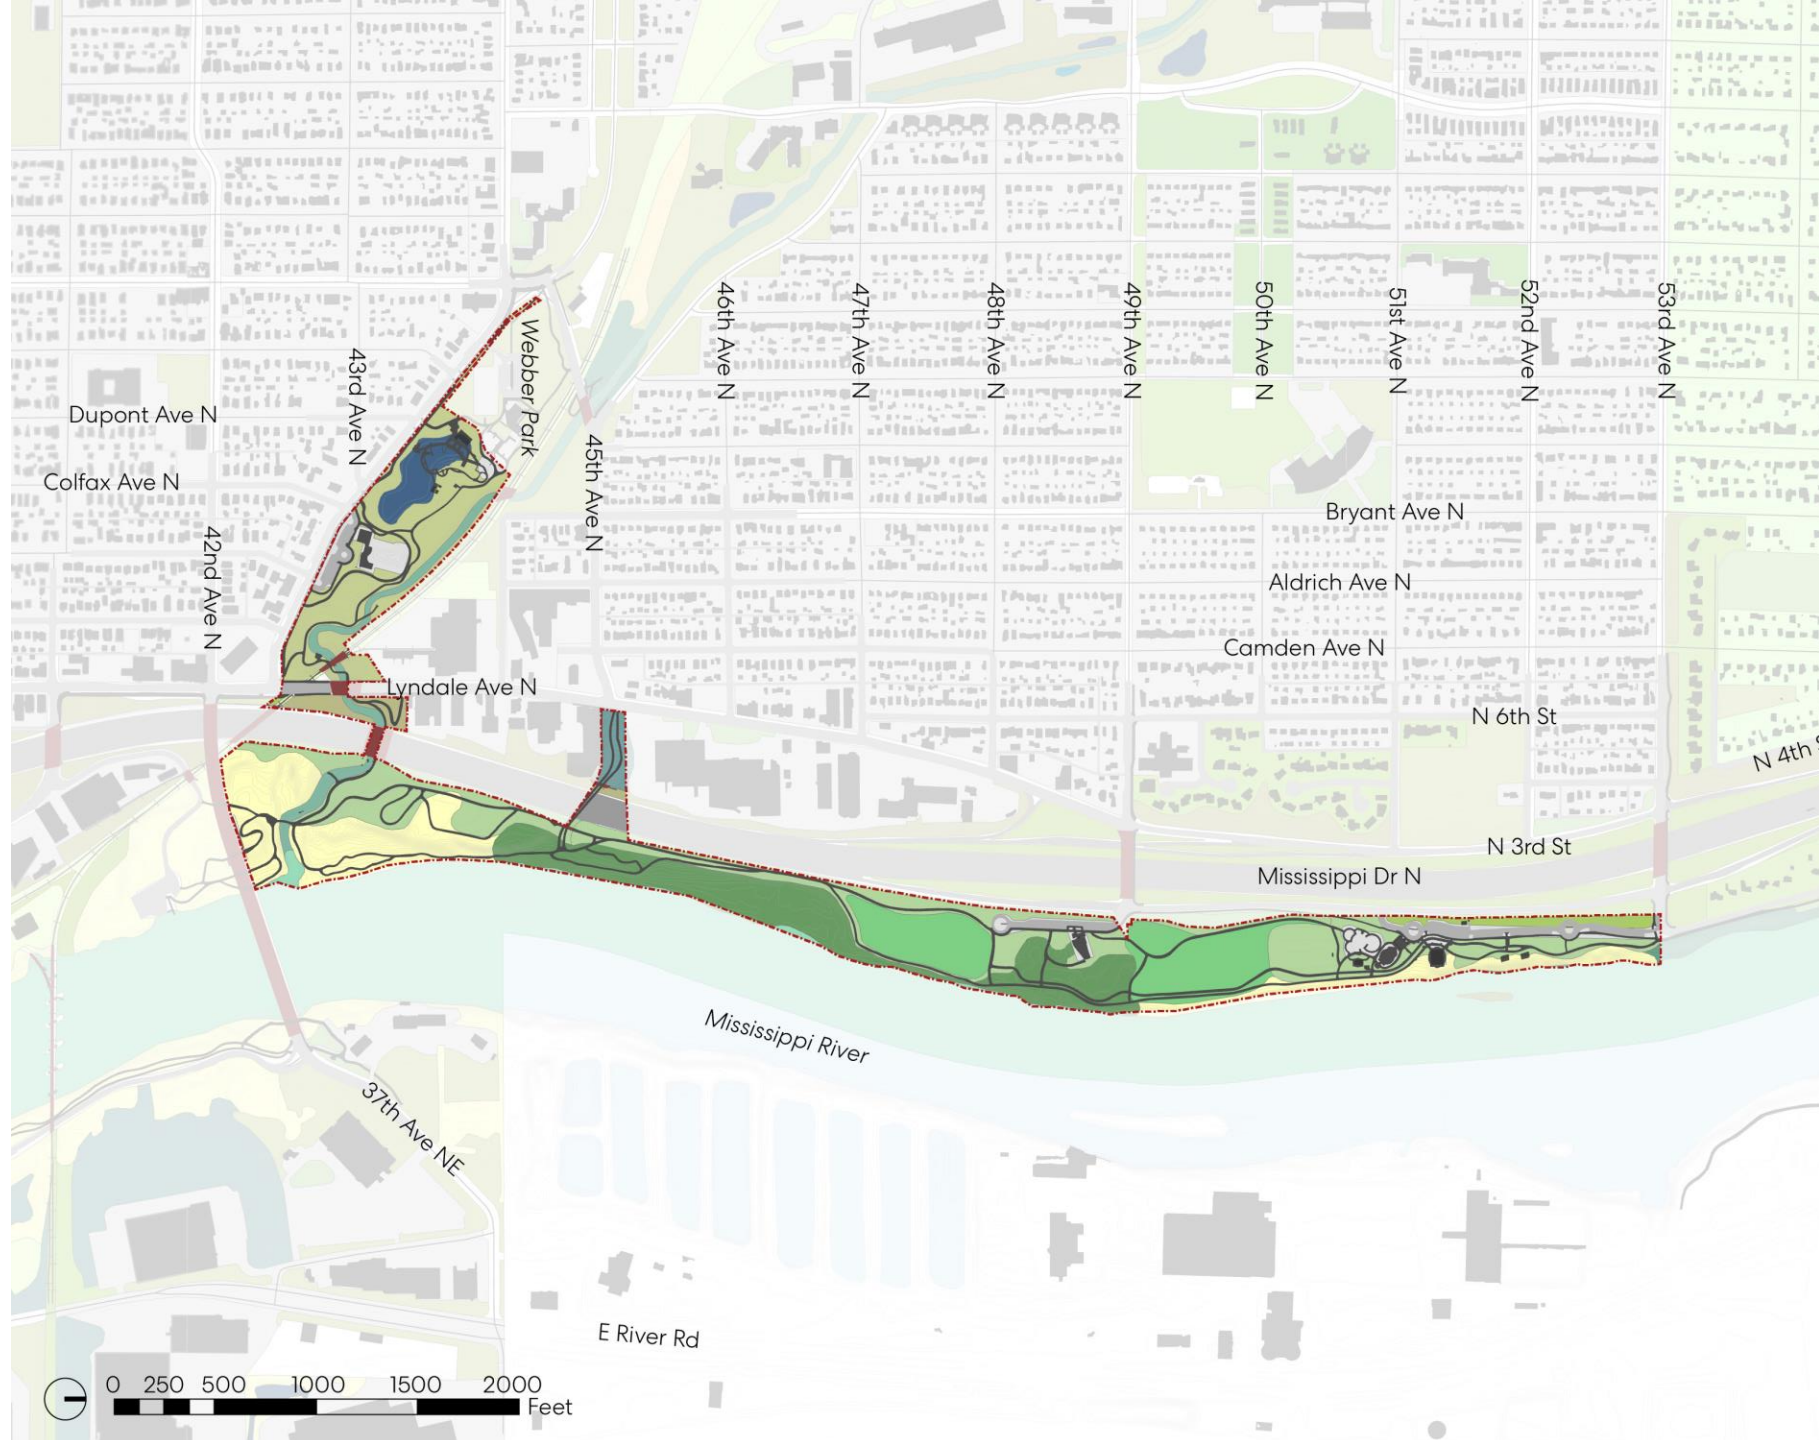 46th Ave N
47th Ave N
48th Ave N
49th Ave N
50th Ave N
51st Ave N
52nd Ave N
53rd Ave N
Webber Park
43rd Ave N
Dupont Ave N
45th Ave N
Colfax Ave N
Bryant Ave N
42nd Ave N
Aldrich Ave N
Camden Ave N
Lyndale Ave N
N 6th St
N 4th S
N 3rd St
Mississippi Dr N
Mississippi River
37th Ave NE
E River Rd
0 250 500 1000 1500 2000
Feet